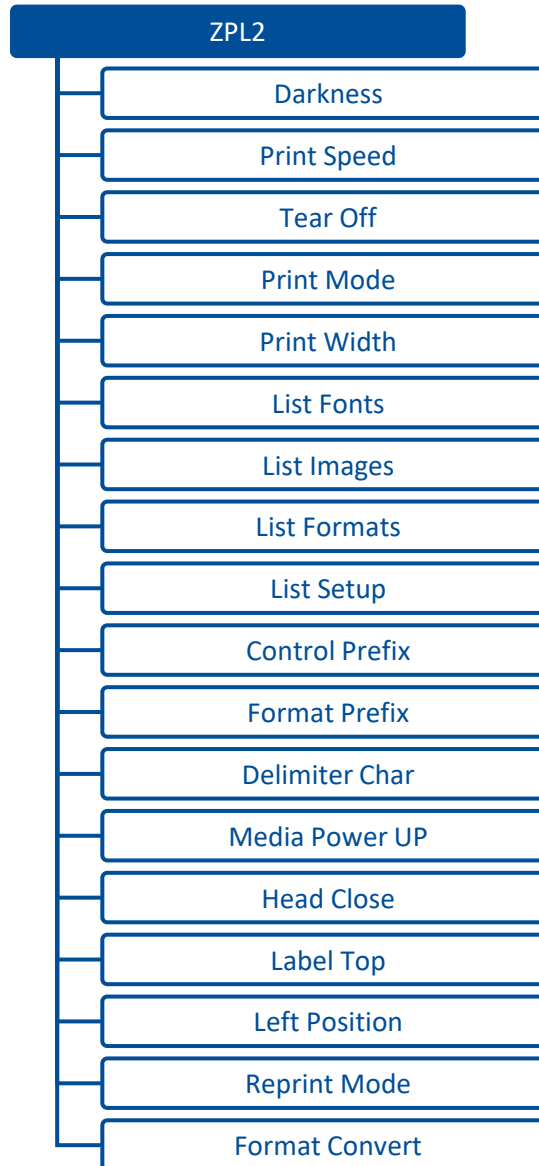 ZPL2
Darkness
Print Speed
Tear Off
Print Mode
Print Width
List Fonts
List Images
List Formats
List Setup
Control Prefix
Format Prefix
Delimiter Char
Media Power UP
Head Close
Label Top
Left Position
Reprint Mode
Format Convert